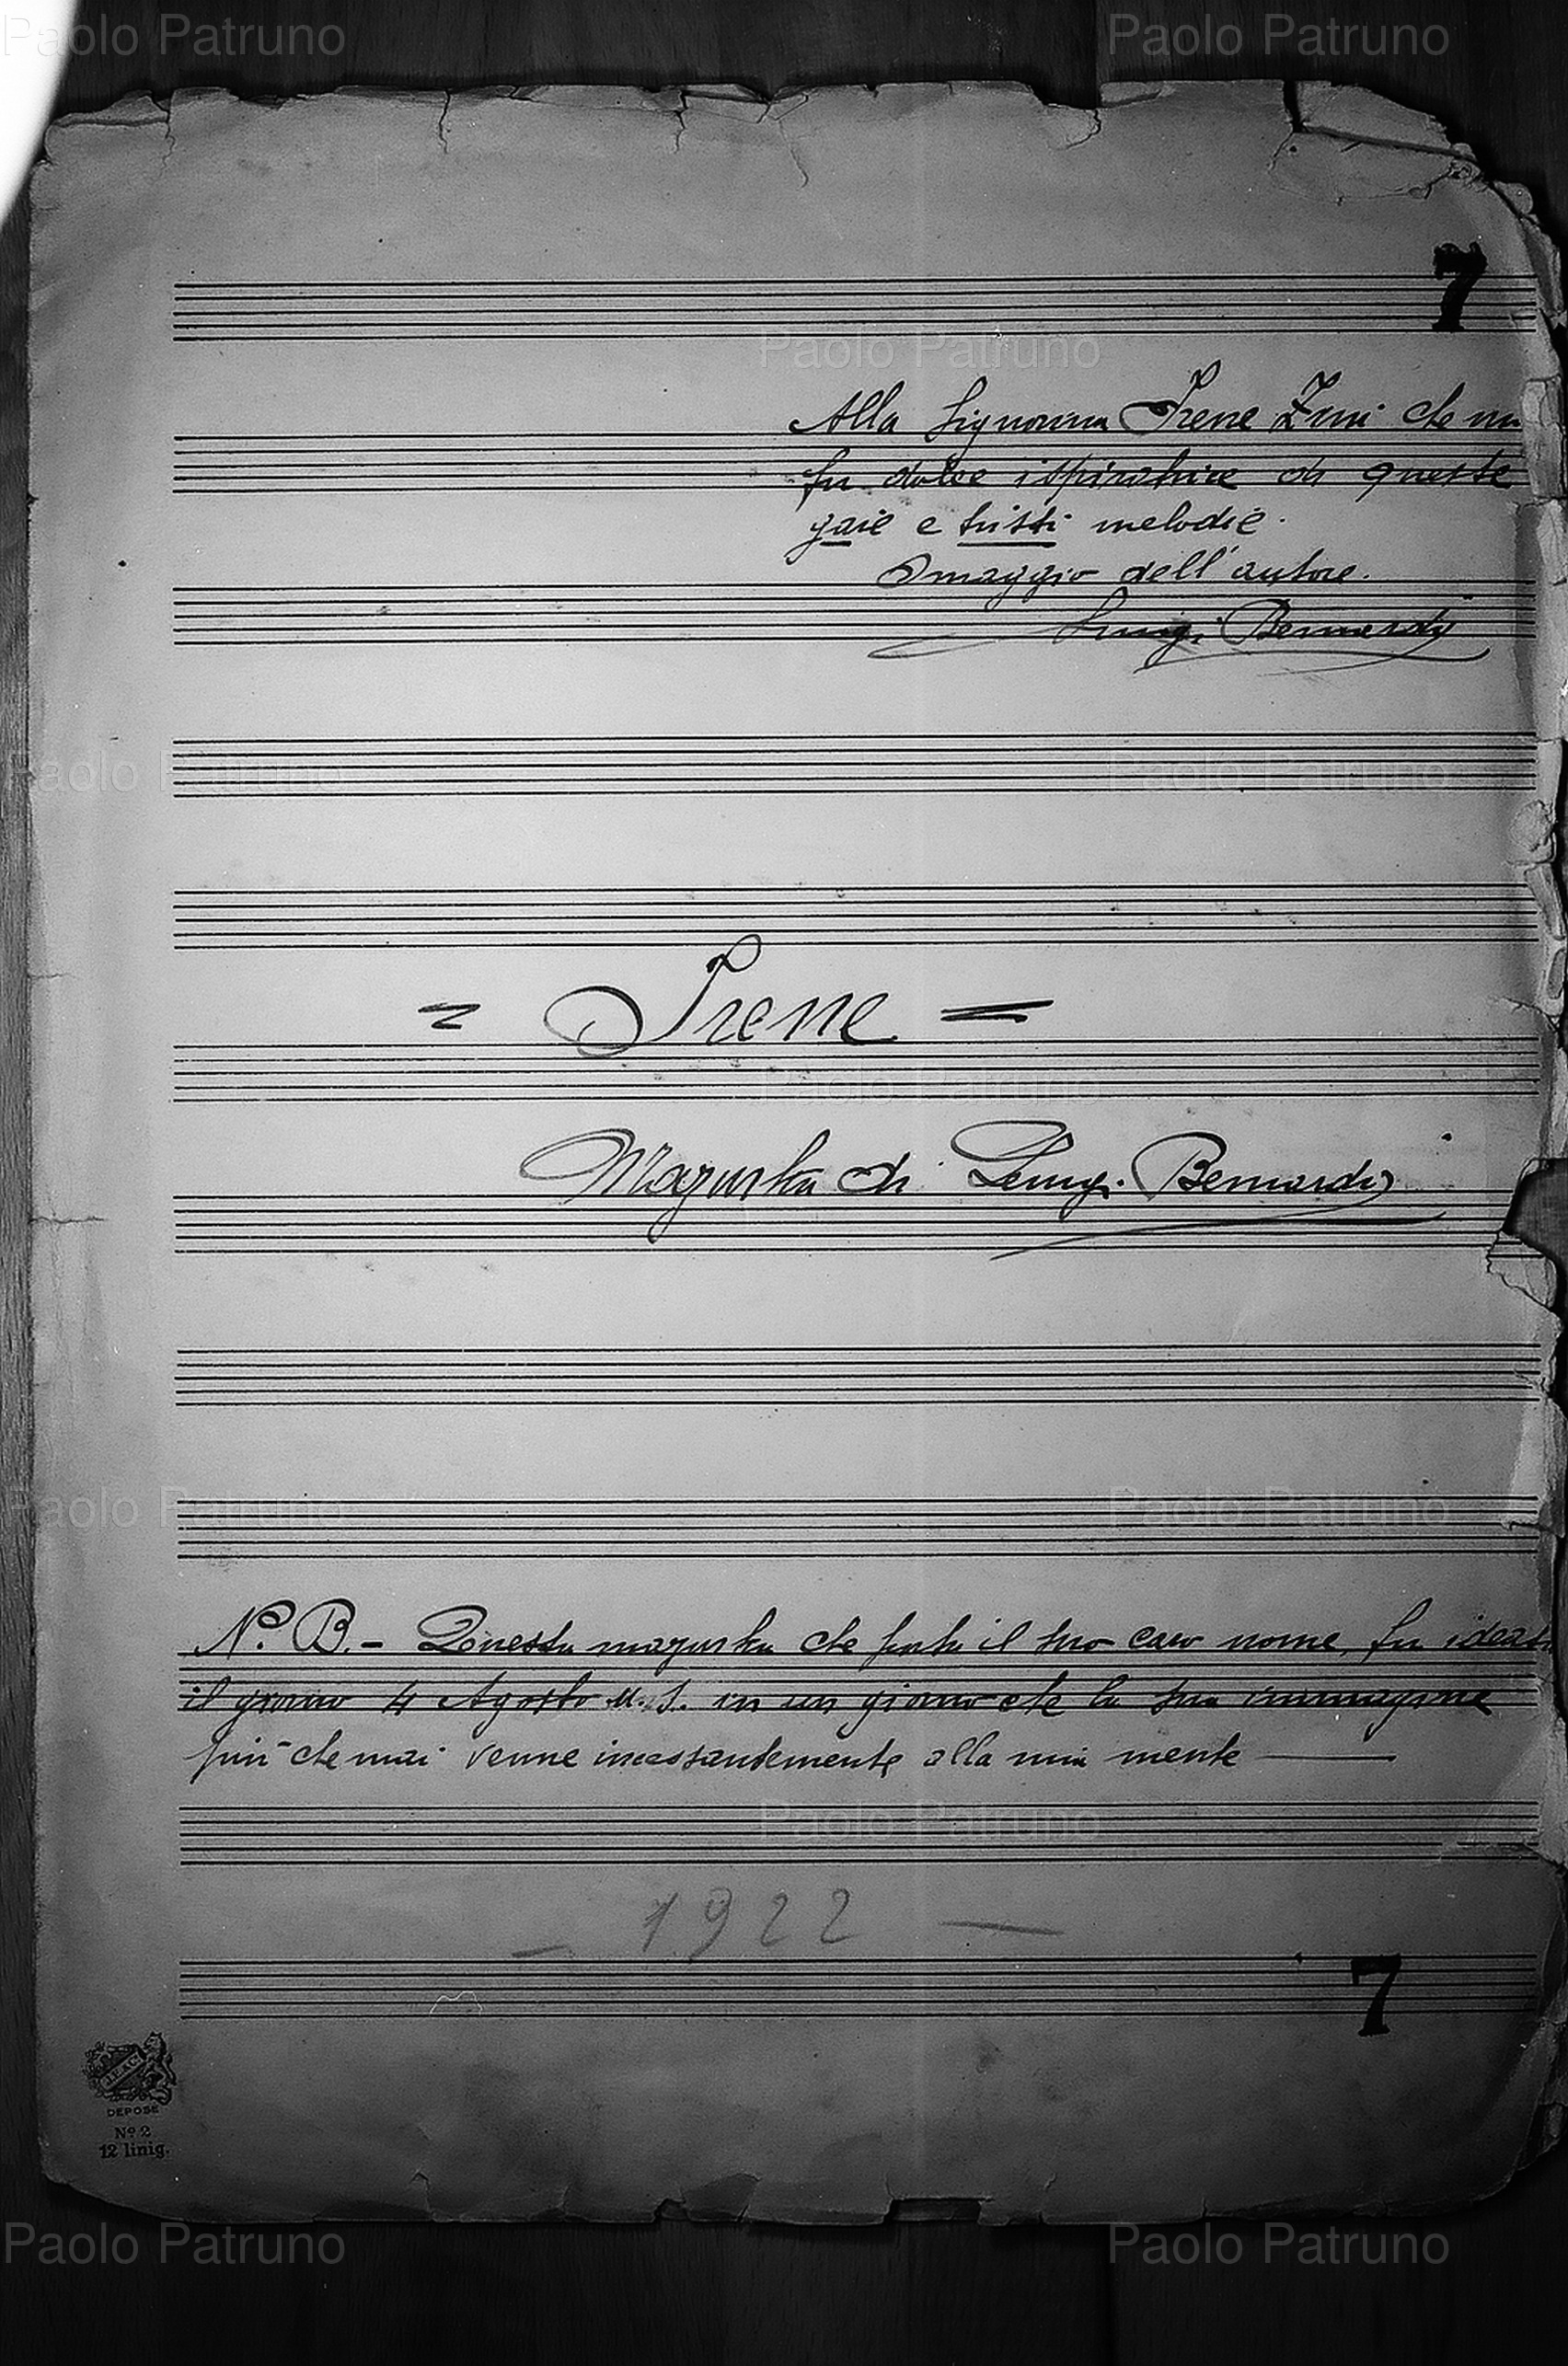 Paolo Patruno Paolo Patruno
7
Paolo Patruno
Alla Signorina Irene Zini che mi
fu dolce ispiratrice di queste
gaie e tristi melodie.
Omaggio dell'autore.
Luigi Bernardi
Paolo Patruno Paolo Patruno
= Irene =
Paolo Patruno
Mazurka di Luigi Bernardi
Paolo Patruno Paolo Patruno
N.B.- Questa mazurka che porta il suo caro nome, fu ideata
il giorno 4 Agosto u.s. in un giorno che la sua immagine
più che mai venne incessantemente alla mia mente —
Paolo Patruno
- 1922 -
7
J.E.&C.
DEPOSÉ
Nº 2
12 linig.
Paolo Patruno Paolo Patruno